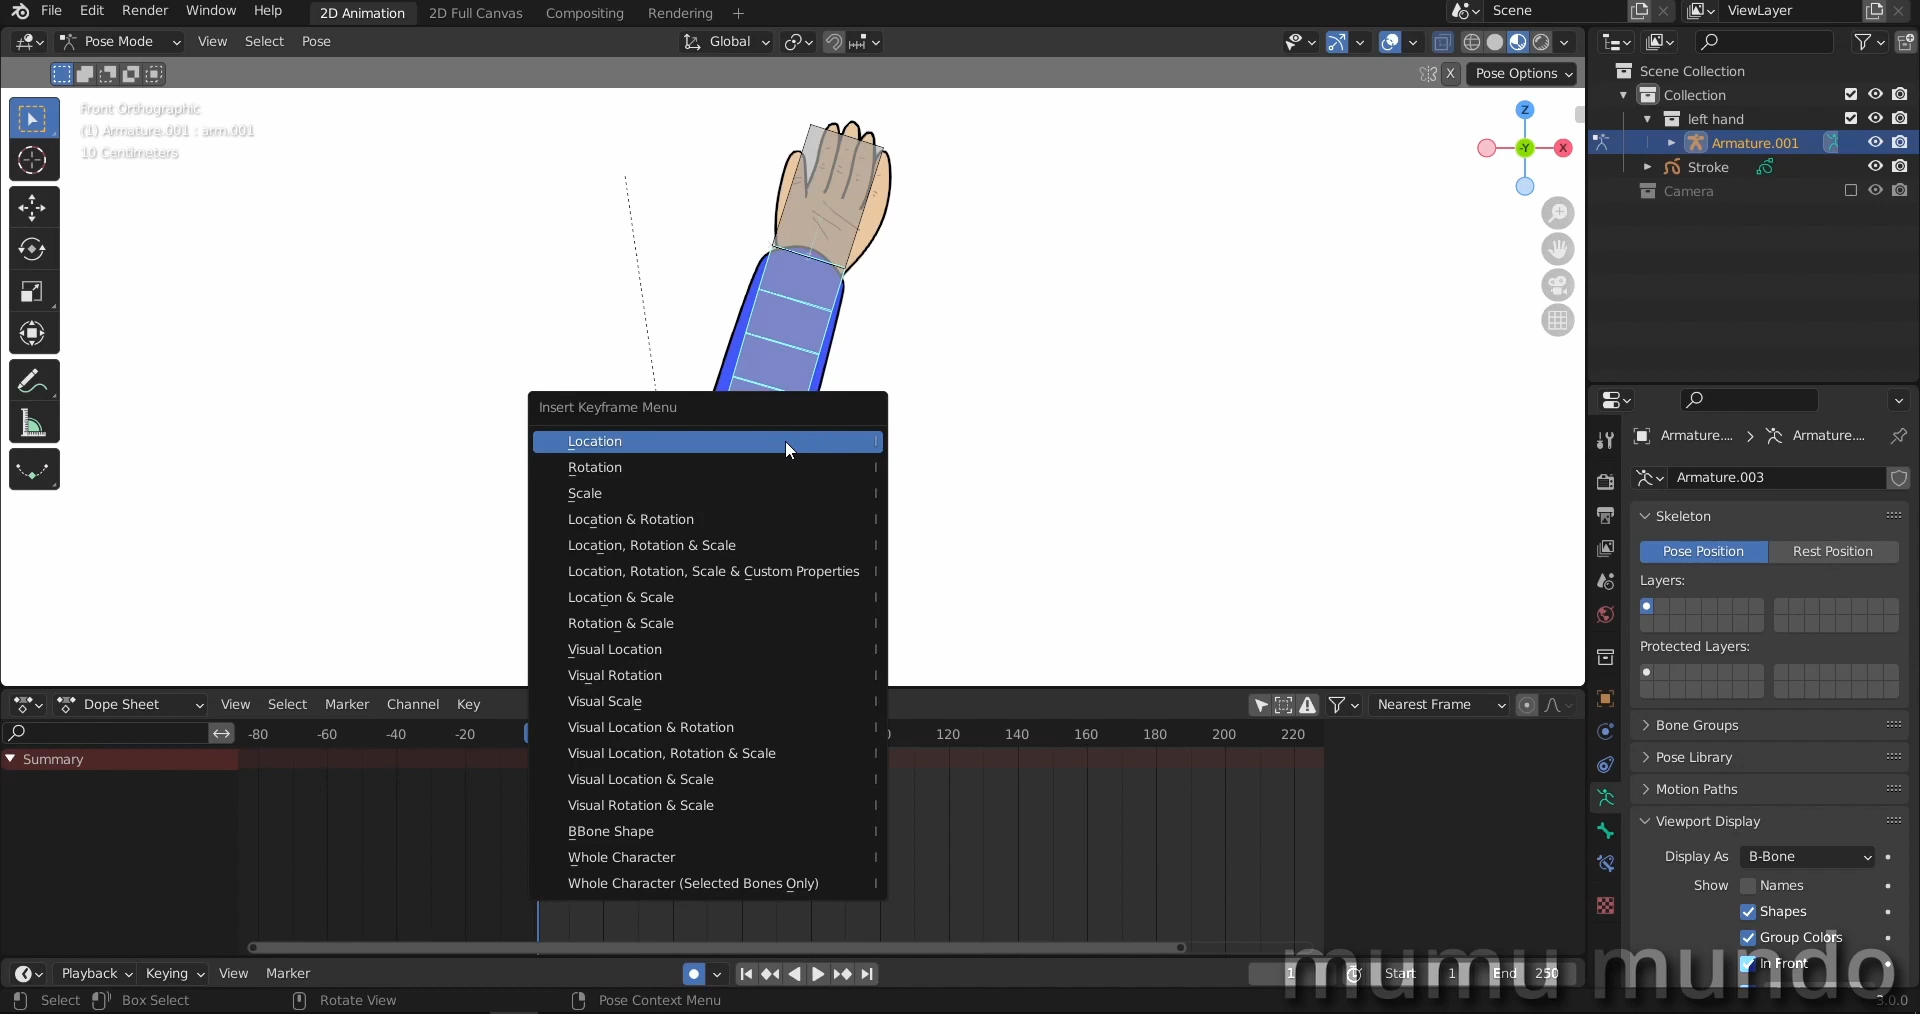 File Edit Render Window Help 2D Animation 2D Full Canvas Compositing Rendering + Scene ViewLayer
Pose Mode View Select Pose Global
X Pose Options
Front Orthographic
(1) Armature.001 : arm.001
10 Centimeters
Z
-Y X
Scene Collection
Collection
left hand
Armature.001
Stroke
Camera
Insert Keyframe Menu
Location I
Rotation I
Scale I
Location & Rotation I
Location, Rotation & Scale I
Location, Rotation, Scale & Custom Properties I
Location & Scale I
Rotation & Scale I
Visual Location I
Visual Rotation I
Visual Scale I
Visual Location & Rotation I
Visual Location, Rotation & Scale I
Visual Location & Scale I
Visual Rotation & Scale I
BBone Shape I
Whole Character I
Whole Character (Selected Bones Only) I
Armature.... Armature....
Armature.003
Skeleton
Pose Position Rest Position
Layers:
Protected Layers:
Bone Groups
Pose Library
Motion Paths
Viewport Display
Display As B-Bone
Show Names
Shapes
Group Colors
In Front
Dope Sheet View Select Marker Channel Key Nearest Frame
-80 -60 -40 -20 0 120 140 160 180 200 220
Summary
Playback Keying View Marker 1 Start 1 End 250
mumu mundo
Select Box Select Rotate View Pose Context Menu 3.0.0